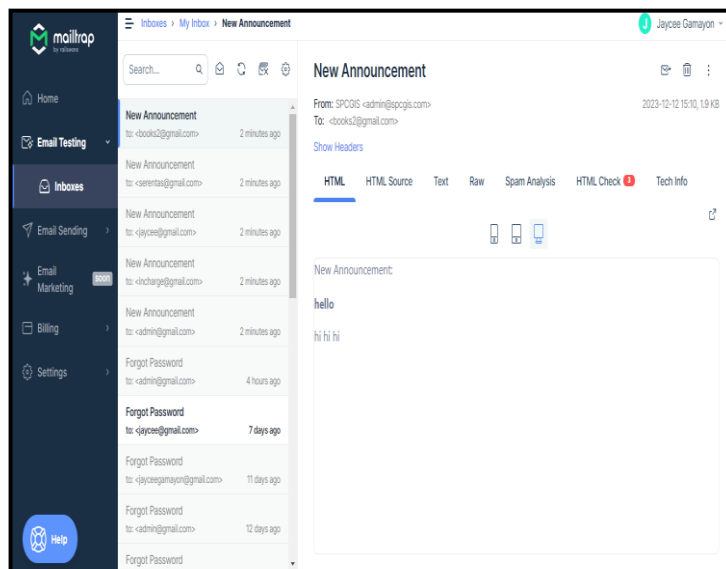 mailtrap
by railsware
Home
Email Testing
Inboxes
Email Sending
Email Marketing
soon
Billing
Settings
Help
Inboxes › My Inbox › New Announcement
Jaycee Gamayon
Search...
New Announcement
to: <books2@gmail.com> 2 minutes ago
New Announcement
to: <serentas@gmail.com> 2 minutes ago
New Announcement
to: <jaycee@gmail.com> 2 minutes ago
New Announcement
to: <incharge@gmail.com> 2 minutes ago
New Announcement
to: <admin@gmail.com> 2 minutes ago
Forgot Password
to: <admin@gmail.com> 4 hours ago
Forgot Password
to: <jaycee@gmail.com> 7 days ago
Forgot Password
to: <jayceegamayon@gmail.com> 11 days ago
Forgot Password
to: <admin@gmail.com> 12 days ago
Forgot Password
New Announcement
From: SPCGIS <admin@spcgis.com> 2023-12-12 15:10, 1.9 KB
To: <books2@gmail.com>
Show Headers
HTML HTML Source Text Raw Spam Analysis HTML Check 3 Tech Info
New Announcement:
hello
hi hi hi